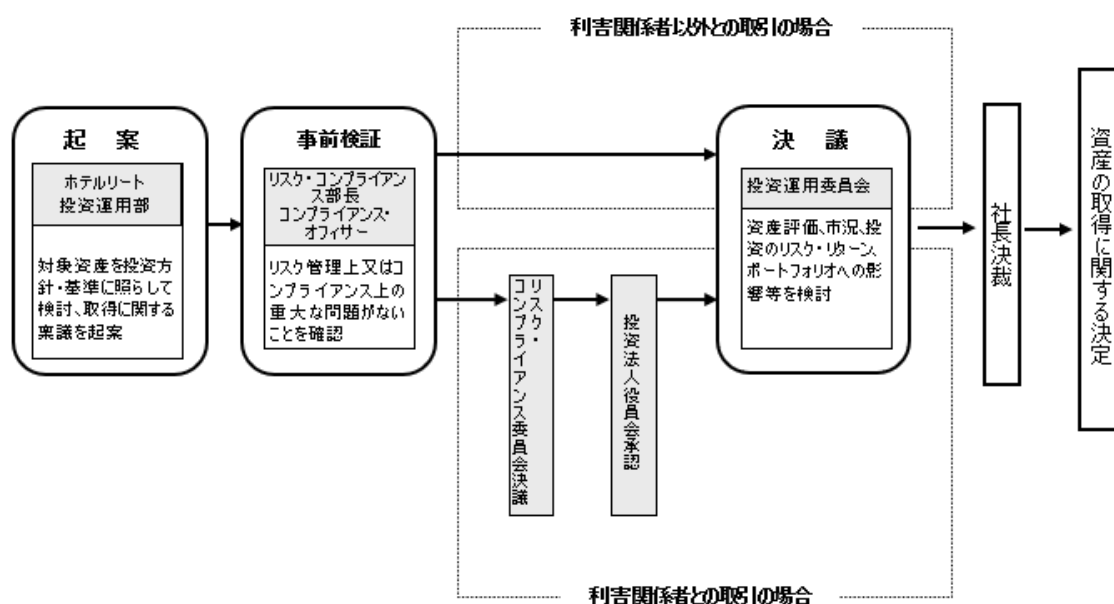 利害関係者以外との取引の場合
起　案
ホテルリート
投資運用部
対象資産を投資方
針・基準に照らして
検討、取得に関する
稟議を起案
事前検証
リスク・コンプライアン
ス部長
コンプライアンス・
オフィサー
リスク管理上又はコ
ンプライアンス上の
重大な問題がない
ことを確認
リスク・
コンプライアンス委員会決議
投資法人役員会承認
決　議
投資運用委員会
資産評価、市況、投
資のリスク・リターン、
ポートフォリオへの影
響等を検討
社長決裁
資産の取得に関する決定
利害関係者との取引の場合